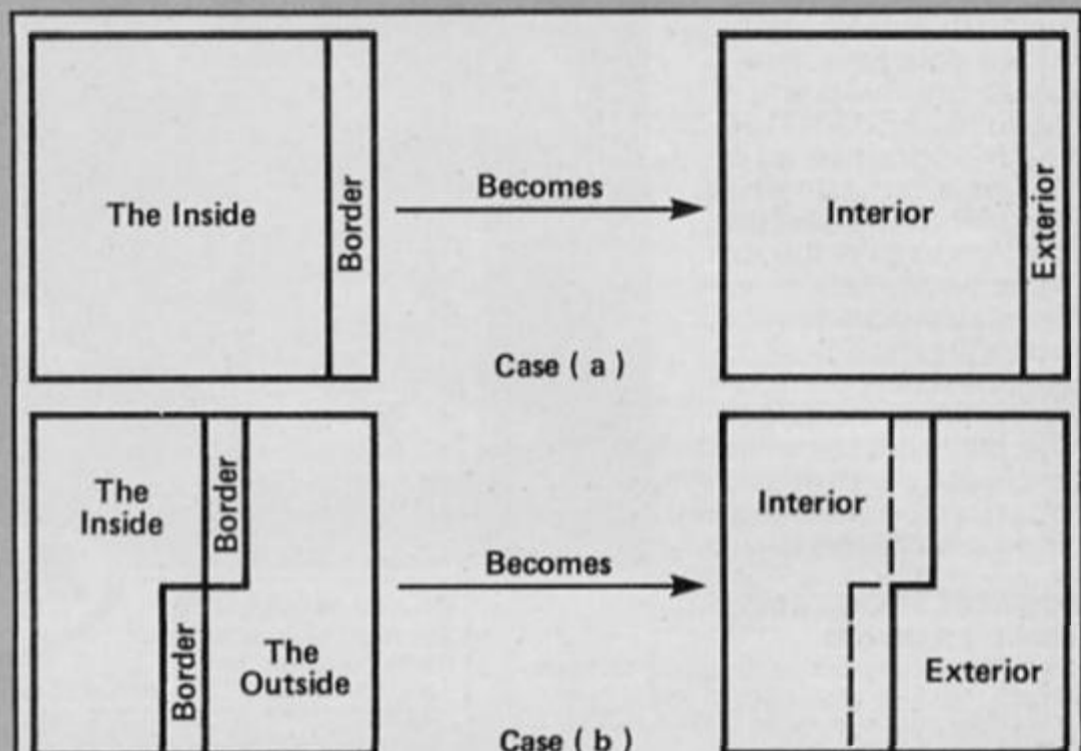 The Inside
Border
Becomes
Interior
Exterior
Case ( a )
The
Inside
Border
Border
The
Outside
Becomes
Interior
Exterior
Case ( b )